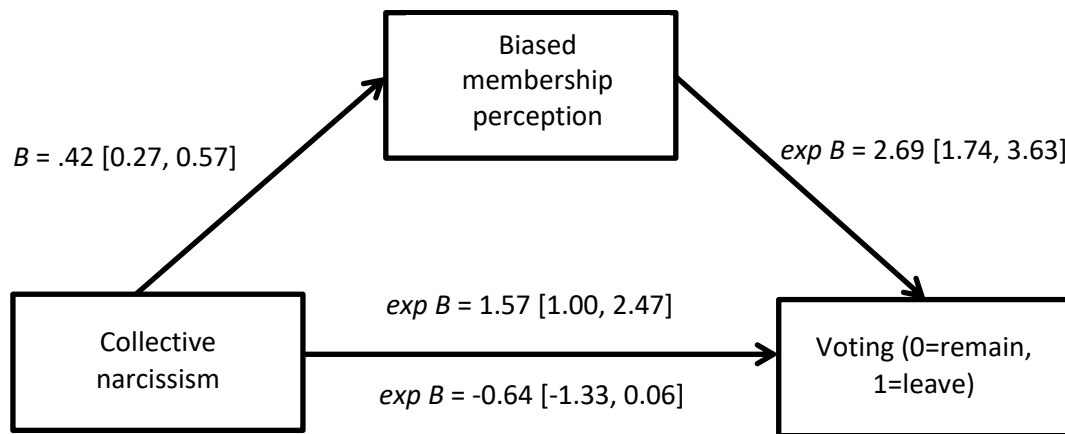 Biased
membership
perception
B = .42 [0.27, 0.57]
exp B = 2.69 [1.74, 3.63]
Collective
narcissism
exp B = 1.57 [1.00, 2.47]
exp B = -0.64 [-1.33, 0.06]
Voting (0=remain,
1=leave)